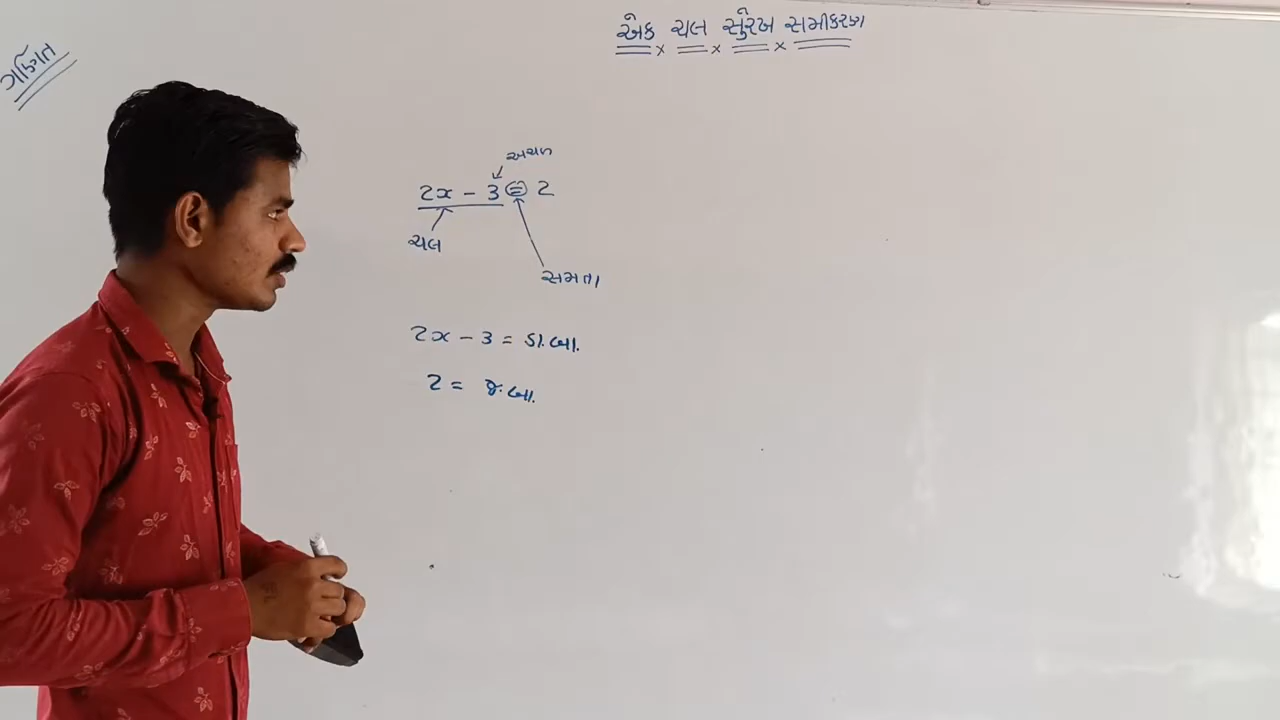 એક ચલ સુરેખ સમીકરણ
ગણિત
અચળ
2x - 3 = 2
ચલ
સમતા
2x - 3 = ડા.બા.
2 = જ.બા.